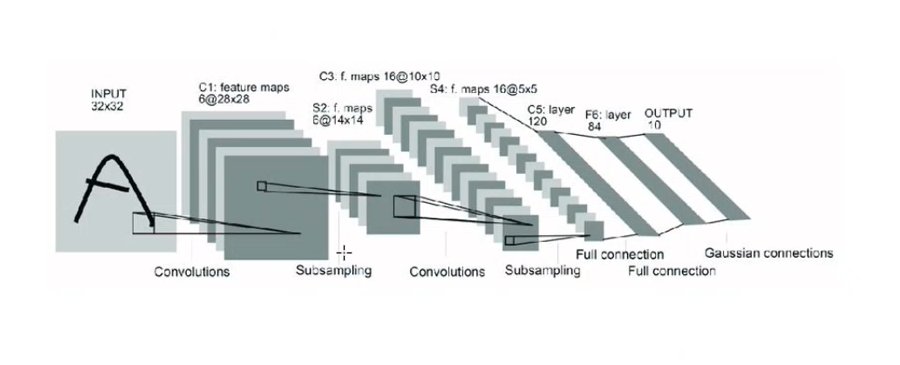 INPUT
32x32
C1: feature maps
6@28x28
C3: f. maps 16@10x10
S2: f. maps
6@14x14
S4: f. maps 16@5x5
C5: layer
120
F6: layer
84
OUTPUT
10
A
Convolutions
Subsampling
Convolutions
Subsampling
Full connection
Full connection
Gaussian connections